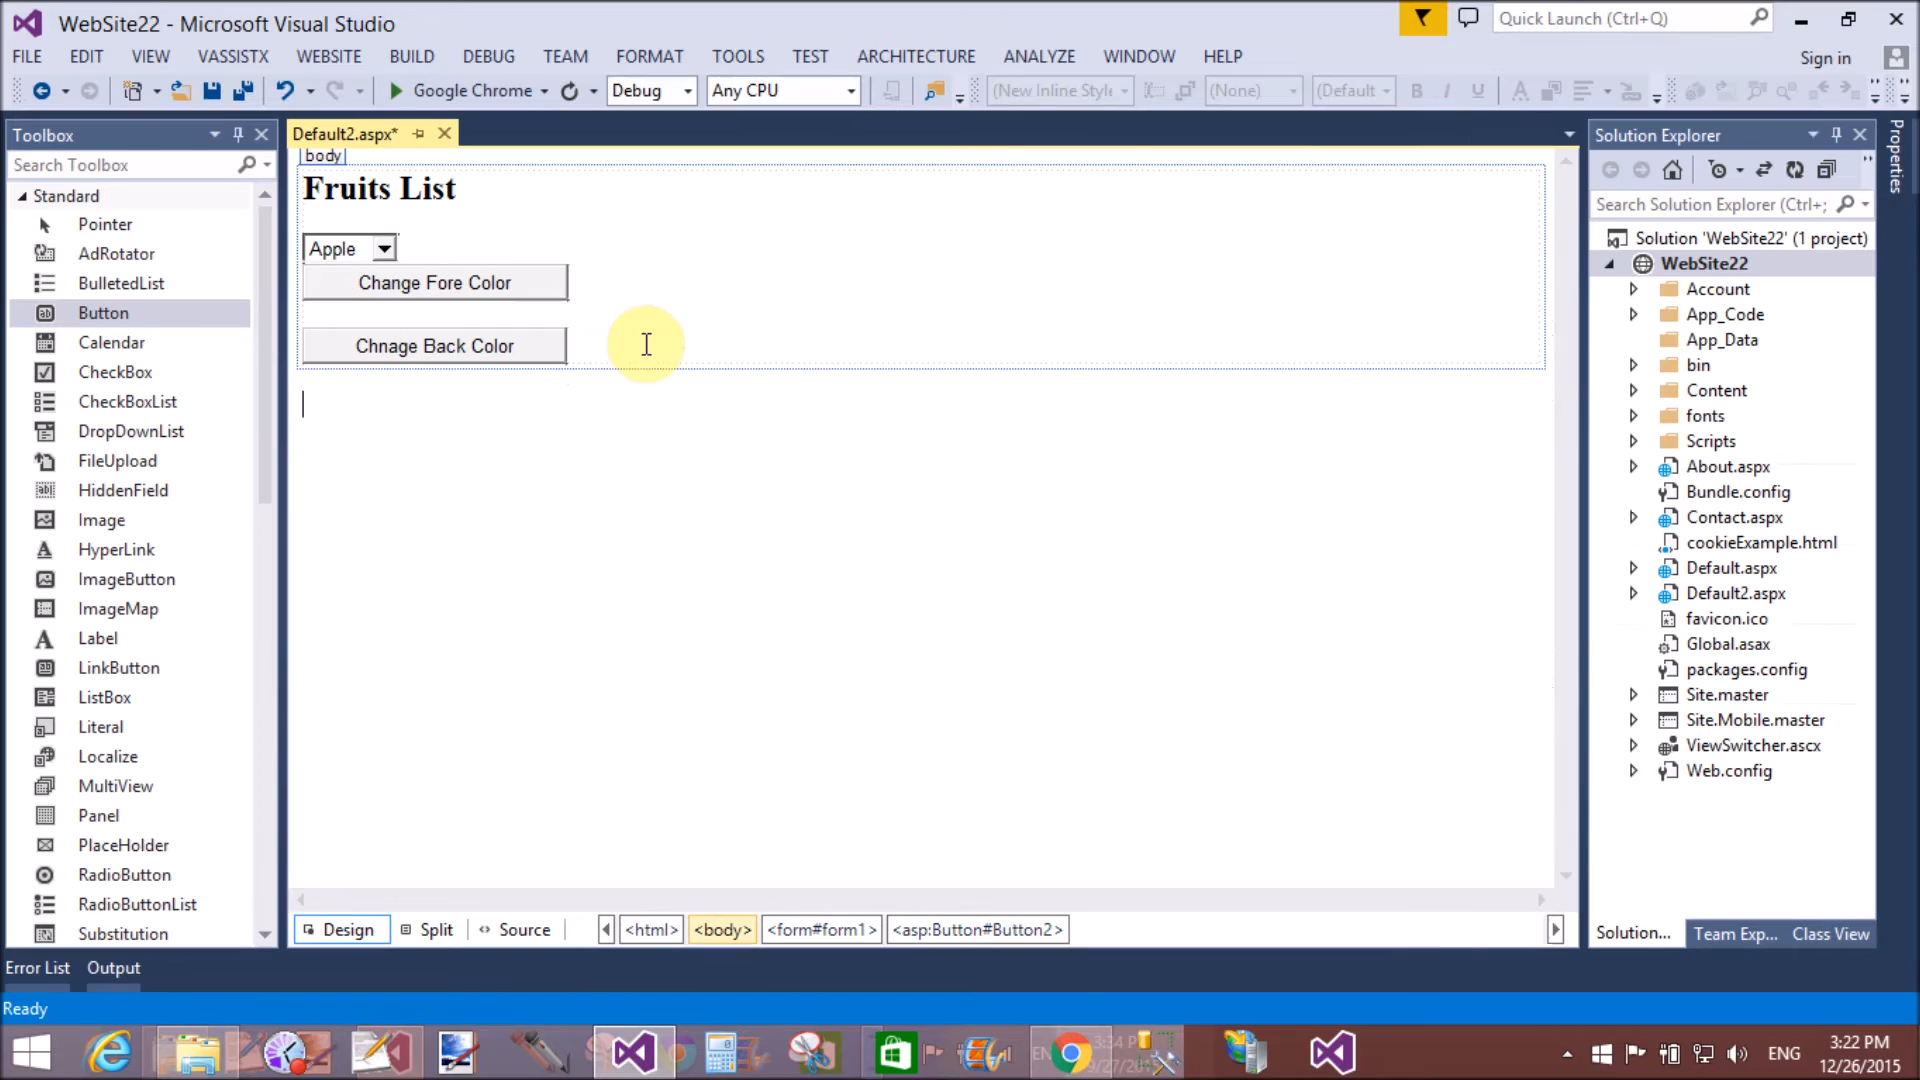 WebSite22 - Microsoft Visual Studio
Quick Launch (Ctrl+Q)
FILE EDIT VIEW VASSISTX WEBSITE BUILD DEBUG TEAM FORMAT TOOLS TEST ARCHITECTURE ANALYZE WINDOW HELP
Sign in
Google Chrome Debug Any CPU (New Inline Style (None) (Default B I U A
Toolbox
Search Toolbox
Standard
Pointer
AdRotator
BulletedList
Button
Calendar
CheckBox
CheckBoxList
DropDownList
FileUpload
HiddenField
Image
HyperLink
ImageButton
ImageMap
Label
LinkButton
ListBox
Literal
Localize
MultiView
Panel
PlaceHolder
RadioButton
RadioButtonList
Substitution
Default2.aspx*
body
Fruits List
Apple
Change Fore Color
Chnage Back Color
Design Split Source <html> <body> <form#form1> <asp:Button#Button2>
Solution Explorer
Search Solution Explorer (Ctrl+;
Solution 'WebSite22' (1 project)
WebSite22
Account
App_Code
App_Data
bin
Content
fonts
Scripts
About.aspx
Bundle.config
Contact.aspx
cookieExample.html
Default.aspx
Default2.aspx
favicon.ico
Global.asax
packages.config
Site.master
Site.Mobile.master
ViewSwitcher.ascx
Web.config
Solution... Team Exp... Class View
Properties
Error List Output
Ready
ENG
3:22 PM
12/26/2015